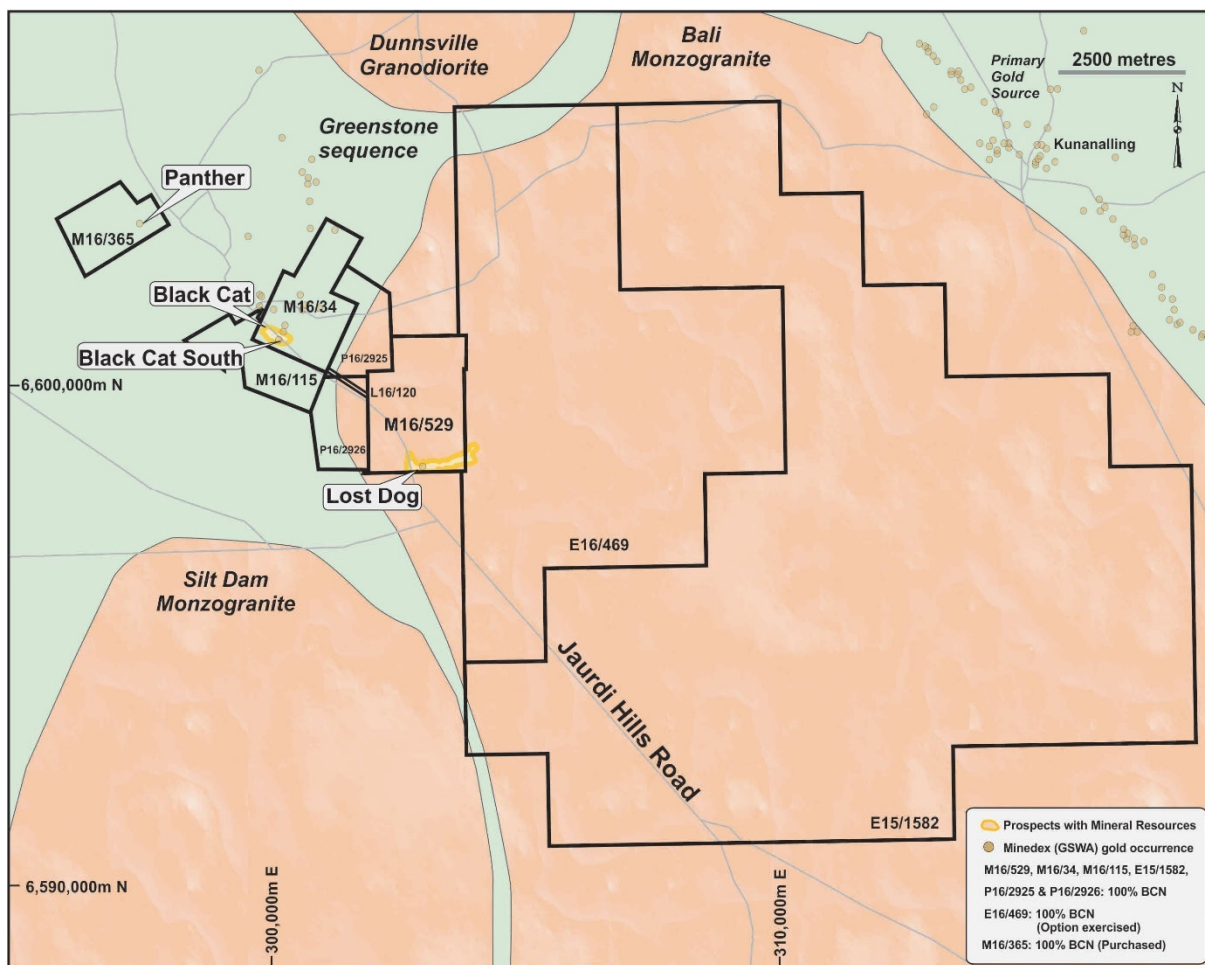 Dunnsville
Granodiorite
Bali
Monzogranite
Primary
Gold
Source
2500 metres
N
Kunanalling
Greenstone
sequence
Panther
M16/365
Black Cat
M16/34
Black Cat South
P16/2925
6,600,000m N
M16/115
L16/120
M16/529
P16/2926
Lost Dog
E16/469
Silt Dam
Monzogranite
Jaurdi Hills Road
E15/1582
6,590,000m N
300,000m E
310,000m E
Prospects with Mineral Resources
Minedex (GSWA) gold occurrence
M16/529, M16/34, M16/115, E15/1582,
P16/2925 & P16/2926: 100% BCN
E16/469: 100% BCN
(Option exercised)
M16/365: 100% BCN (Purchased)